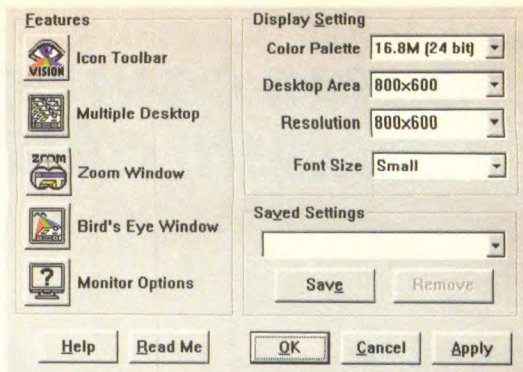 Features
VISION
Icon Toolbar
Multiple Desktop
ZOOM
Zoom Window
Bird's Eye Window
?
Monitor Options
Display Setting
Color Palette 16.8M (24 bit)
Desktop Area 800x600
Resolution 800x600
Font Size Small
Saved Settings
Save Remove
Help Read Me OK Cancel Apply